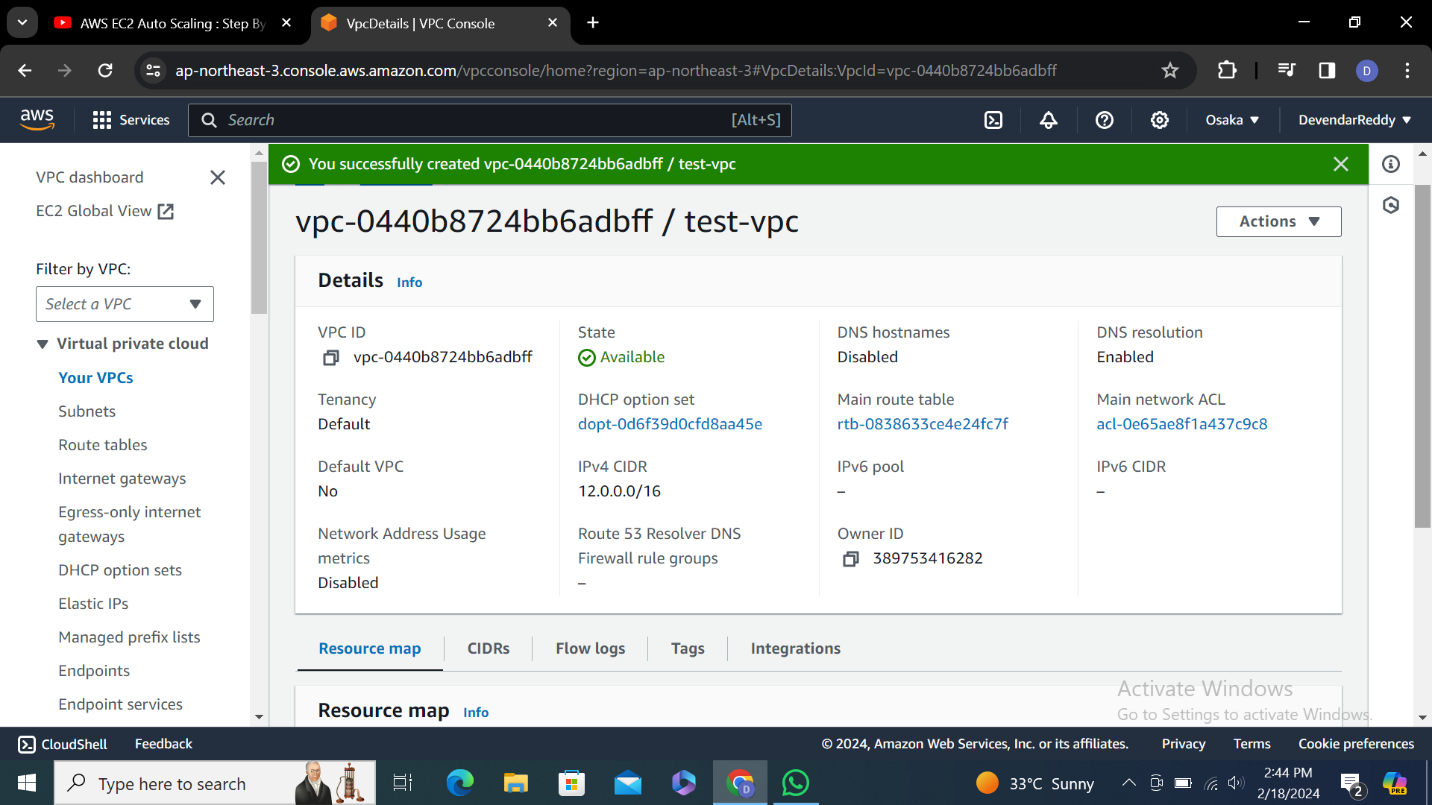 AWS EC2 Auto Scaling : Step By
VpcDetails | VPC Console
ap-northeast-3.console.aws.amazon.com/vpcconsole/home?region=ap-northeast-3#VpcDetails:VpcId=vpc-0440b8724bb6adbff
D
aws
Services
Search
[Alt+S]
Osaka
DevendarReddy
VPC dashboard
EC2 Global View
Filter by VPC:
Select a VPC
Virtual private cloud
Your VPCs
Subnets
Route tables
Internet gateways
Egress-only internet
gateways
DHCP option sets
Elastic IPs
Managed prefix lists
Endpoints
Endpoint services
You successfully created vpc-0440b8724bb6adbff / test-vpc
vpc-0440b8724bb6adbff / test-vpc
Actions
Details Info
VPC ID
vpc-0440b8724bb6adbff
State
Available
DNS hostnames
Disabled
DNS resolution
Enabled
Tenancy
Default
DHCP option set
dopt-0d6f39d0cfd8aa45e
Main route table
rtb-0838633ce4e24fc7f
Main network ACL
acl-0e65ae8f1a437c9c8
Default VPC
No
IPv4 CIDR
12.0.0.0/16
IPv6 pool
–
IPv6 CIDR
–
Network Address Usage
metrics
Disabled
Route 53 Resolver DNS
Firewall rule groups
–
Owner ID
389753416282
Resource map
CIDRs
Flow logs
Tags
Integrations
Resource map Info
Activate Windows
Go to Settings to activate Windows.
CloudShell
Feedback
© 2024, Amazon Web Services, Inc. or its affiliates.
Privacy
Terms
Cookie preferences
Type here to search
D
33°C Sunny
2:44 PM
2/18/2024
2
PRE